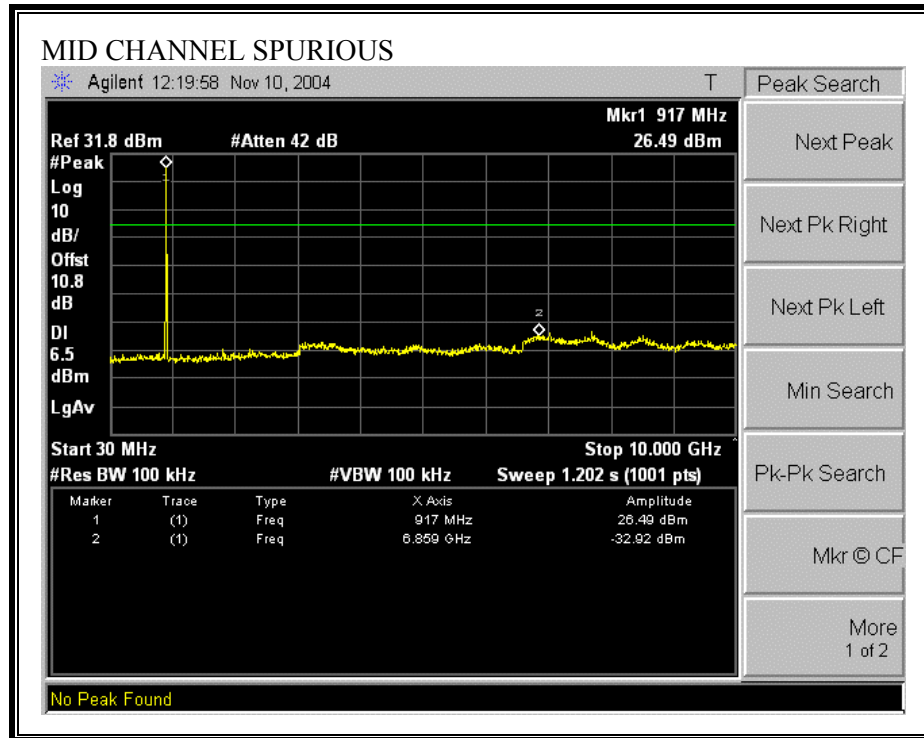 MID CHANNEL SPURIOUS
Agilent 12:19:58 Nov 10, 2004 T
Peak Search
Mkr1 917 MHz
Ref 31.8 dBm #Atten 42 dB 26.49 dBm
#Peak
Log
10
dB/
Offst
10.8
dB
DI
6.5
dBm
LgAv
1
2
Start 30 MHz Stop 10.000 GHz
#Res BW 100 kHz #VBW 100 kHz Sweep 1.202 s (1001 pts)
Marker Trace Type X Axis Amplitude
1 (1) Freq 917 MHz 26.49 dBm
2 (1) Freq 6.859 GHz -32.92 dBm
No Peak Found
Next Peak
Next Pk Right
Next Pk Left
Min Search
Pk-Pk Search
Mkr © CF
More
1 of 2